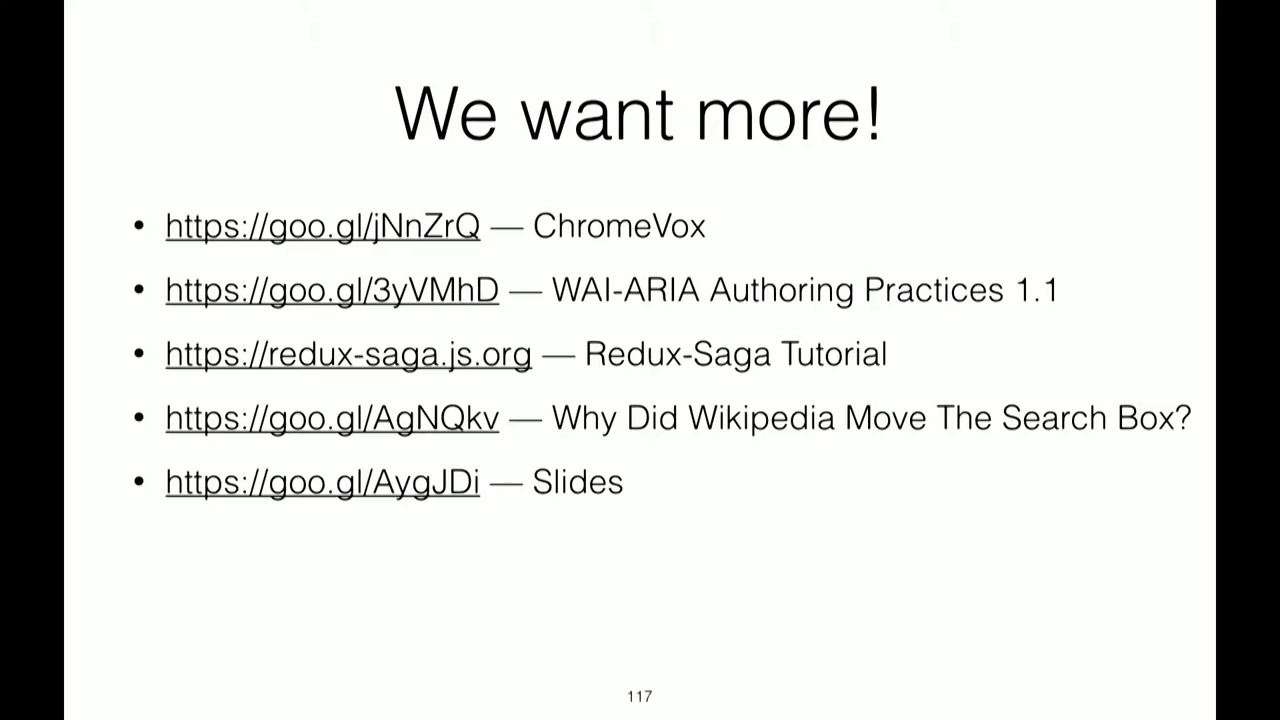 We want more!
• https://goo.gl/jNnZrQ — ChromeVox
• https://goo.gl/3yVMhD — WAI-ARIA Authoring Practices 1.1
• https://redux-saga.js.org — Redux-Saga Tutorial
• https://goo.gl/AgNQkv — Why Did Wikipedia Move The Search Box?
• https://goo.gl/AygJDi — Slides
117